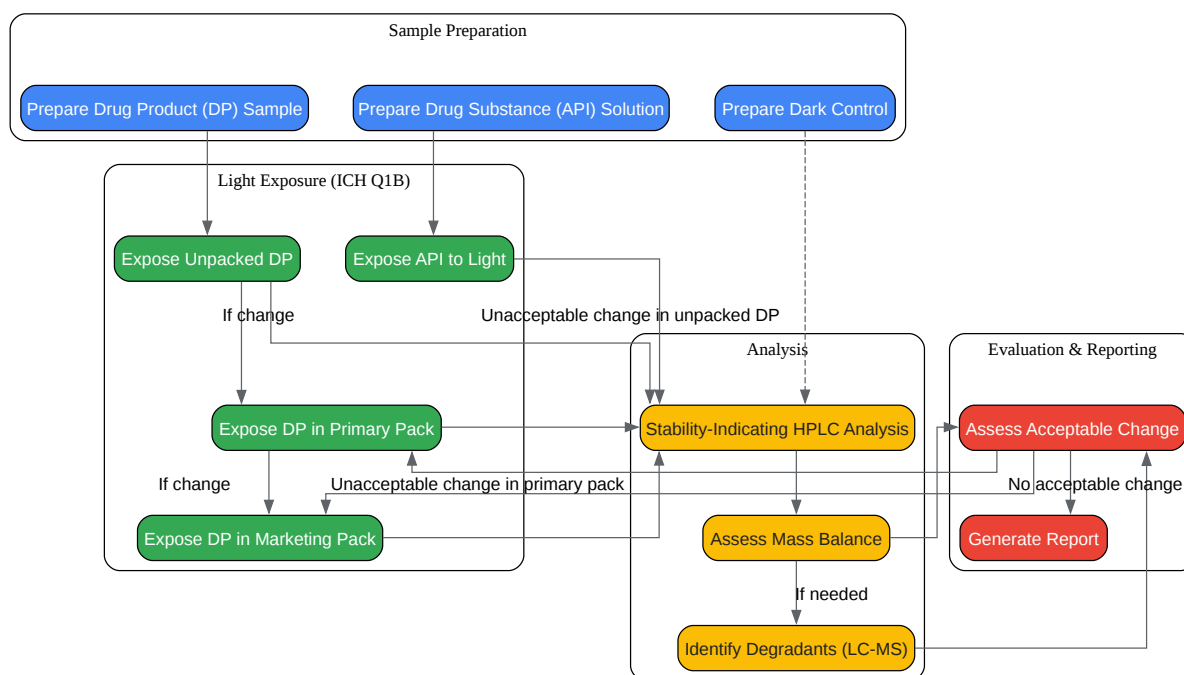 Sample Preparation
Prepare Drug Product (DP) Sample
Prepare Drug Substance (API) Solution
Prepare Dark Control
Light Exposure (ICH Q1B)
Expose Unpacked DP
Expose API to Light
If change
Unacceptable change in unpacked DP
Analysis
Evaluation & Reporting
Expose DP in Primary Pack
Stability-Indicating HPLC Analysis
Assess Acceptable Change
If change
Unacceptable change in primary pack
No acceptable change
Expose DP in Marketing Pack
Assess Mass Balance
Generate Report
If needed
Identify Degradants (LC-MS)